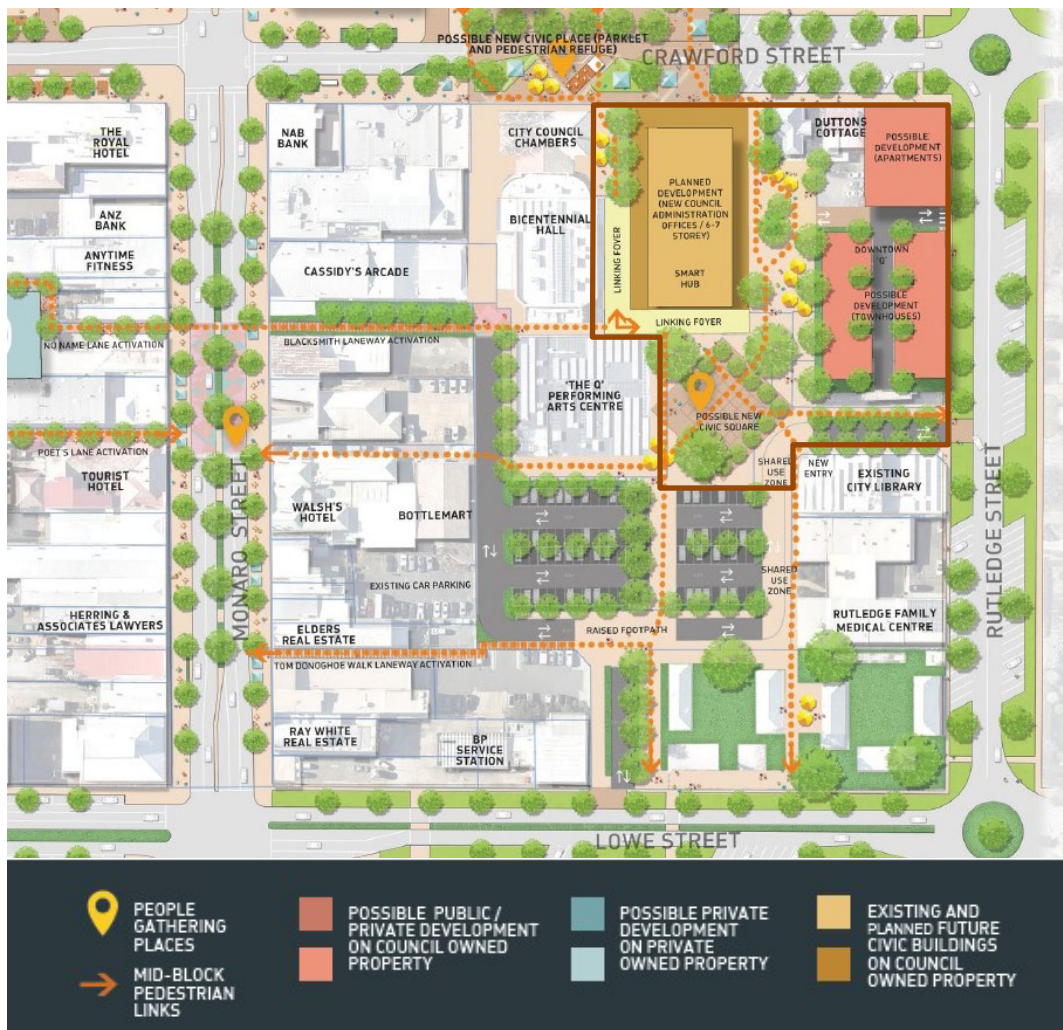 POSSIBLE NEW CIVIC PLACE (PARKLET
AND PEDESTRIAN REFUGE)
CRAWFORD STREET
THE
ROYAL
HOTEL
NAB
BANK
CITY COUNCIL
CHAMBERS
DUTTONS
COTTAGE
POSSIBLE
DEVELOPMENT
(APARTMENTS)
PLANNED
DEVELOPMENT
(NEW COUNCIL
ADMINISTRATION
OFFICES / 6-7
STOREY)
ANZ
BANK
BICENTENNIAL
HALL
ANYTIME
FITNESS
CASSIDY'S ARCADE
LINKING FOYER
SMART
HUB
DOWNTOWN
'Q'
POSSIBLE
DEVELOPMENT
(TOWNHOUSES)
LINKING FOYER
NO NAME LANE ACTIVATION
BLACKSMITH LANEWAY ACTIVATION
'THE Q'
PERFORMING
ARTS CENTRE
POSSIBLE NEW
CIVIC SQUARE
POET'S LANE ACTIVATION
TOURIST
HOTEL
SHARED
USE
ZONE
NEW
ENTRY
EXISTING
CITY LIBRARY
MONARO STREET
WALSH'S
HOTEL
BOTTLEMART
RUTLEDGE STREET
EXISTING CAR PARKING
SHARED
USE
ZONE
HERRING &
ASSOCIATES LAWYERS
ELDERS
REAL ESTATE
RAISED FOOTPATH
RUTLEDGE FAMILY
MEDICAL CENTRE
TOM DONOGHOE WALK LANEWAY ACTIVATION
RAY WHITE
REAL ESTATE
BP
SERVICE
STATION
LOWE STREET
PEOPLE
GATHERING
PLACES
MID-BLOCK
PEDESTRIAN
LINKS
POSSIBLE PUBLIC /
PRIVATE DEVELOPMENT
ON COUNCIL OWNED
PROPERTY
POSSIBLE PRIVATE
DEVELOPMENT
ON PRIVATE
OWNED PROPERTY
EXISTING AND
PLANNED FUTURE
CIVIC BUILDINGS
ON COUNCIL
OWNED PROPERTY